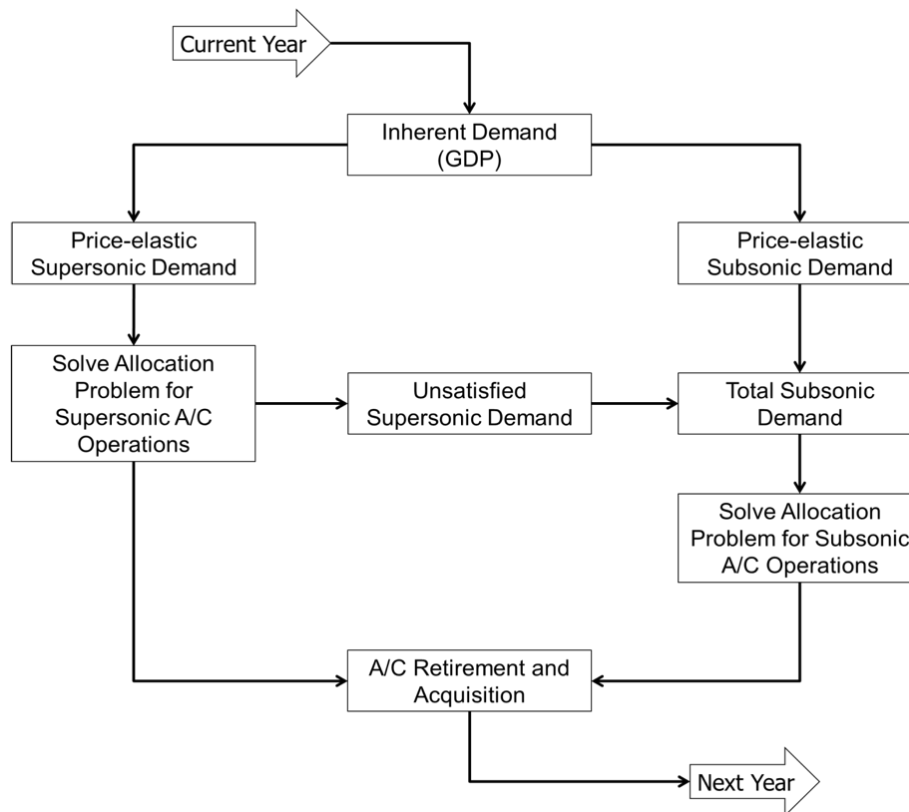 Current Year
Inherent Demand
(GDP)
Price-elastic
Supersonic Demand
Price-elastic
Subsonic Demand
Solve Allocation
Problem for
Supersonic A/C
Operations
Unsatisfied
Supersonic Demand
Total Subsonic
Demand
Solve Allocation
Problem for Subsonic
A/C Operations
A/C Retirement and
Acquisition
Next Year